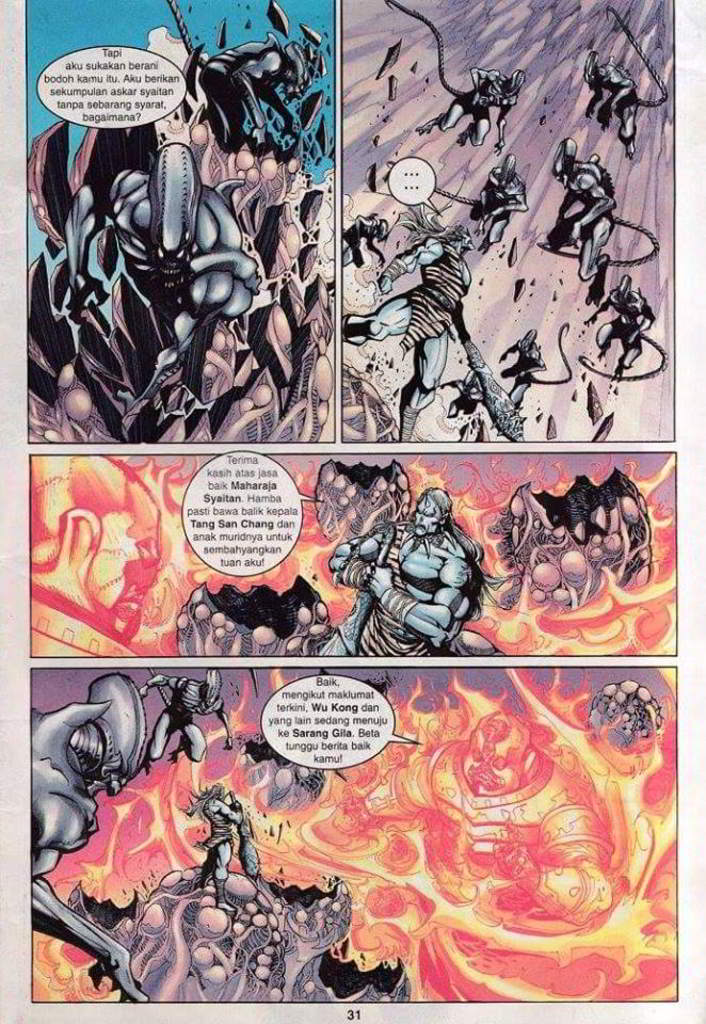 Tapi
aku sukakan berani
bodoh kamu itu. Aku berikan
sekumpulan askar syaitan
tanpa sebarang syarat,
bagaimana?
...
...
Terima
kasih atas jasa
baik Maharaja
Syaitan. Hamba
pasti bawa balik kepala
Tang San Chang dan
anak muridnya untuk
sembahyangkan
tuan aku!
Baik,
mengikut maklumat
terkini, Wu Kong dan
yang lain sedang menuju
ke Sarang Gila. Beta
tunggu berita baik
kamu!
31